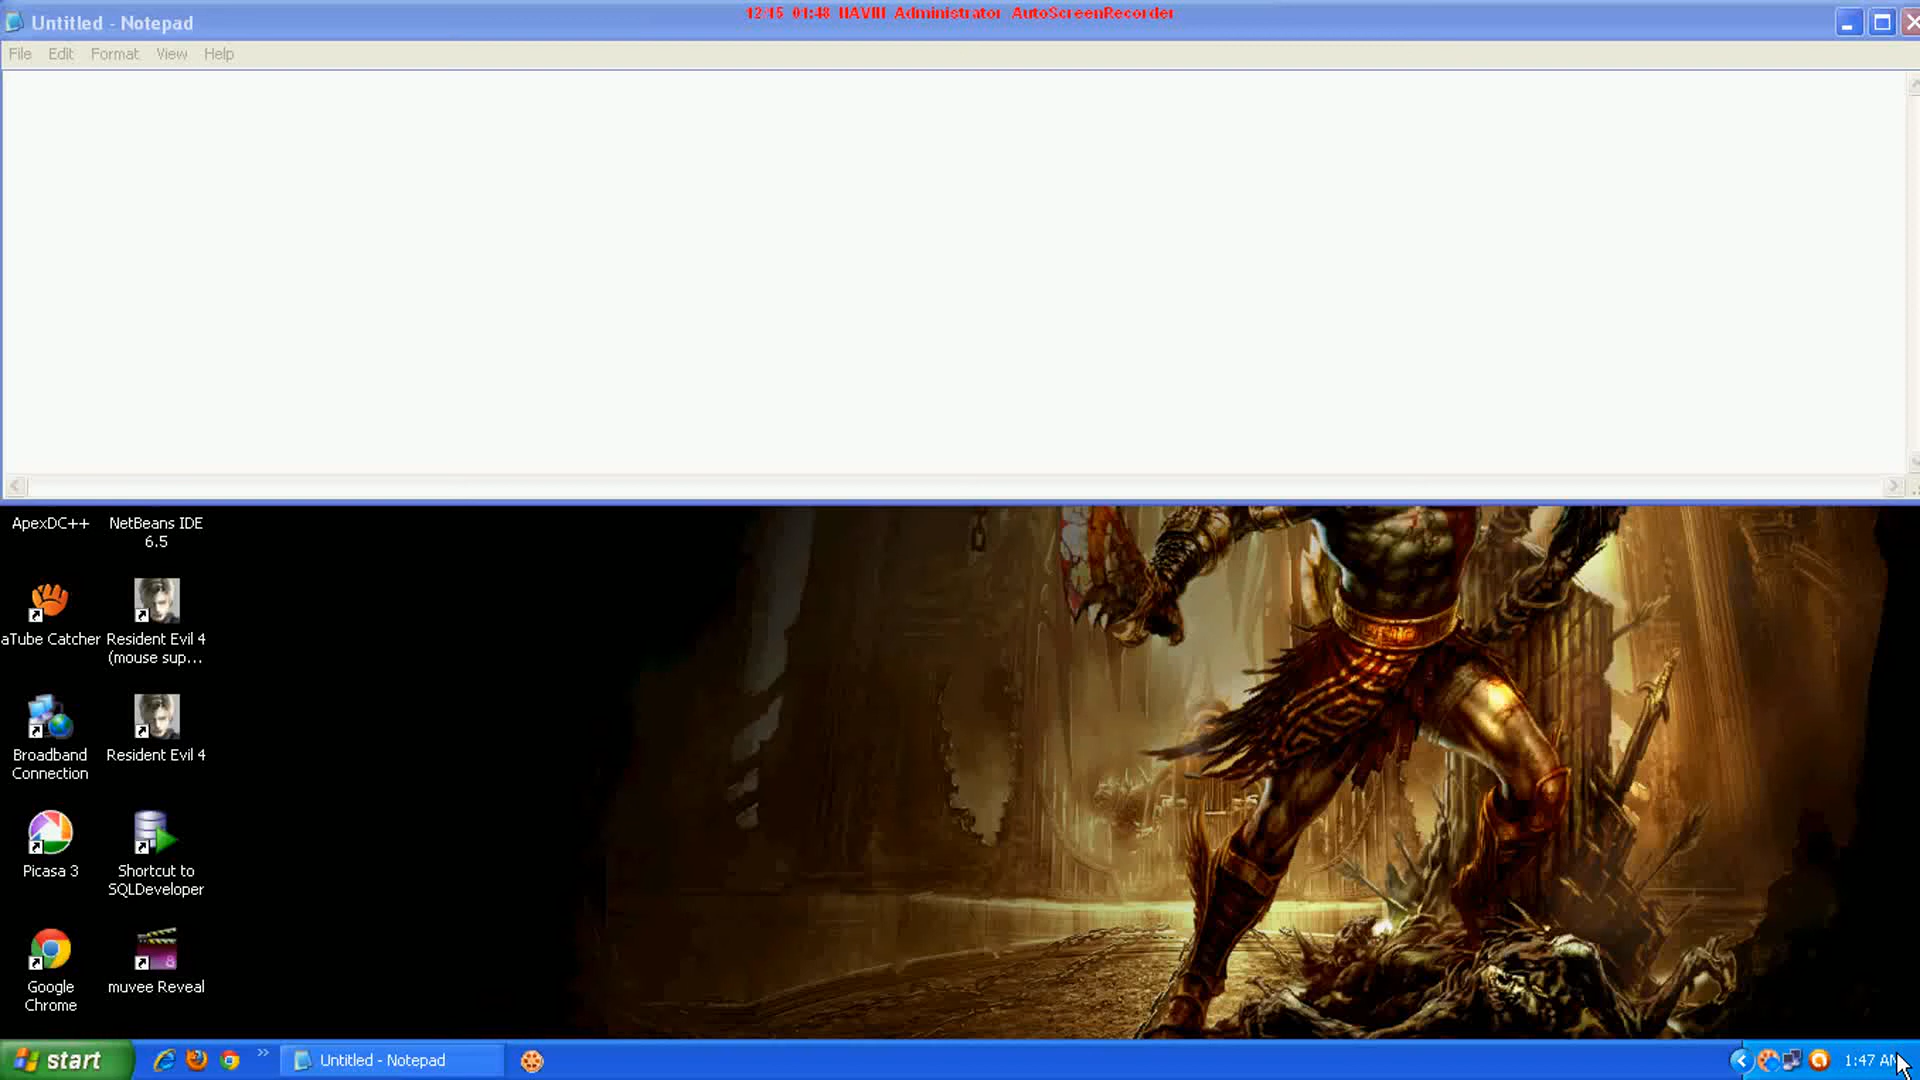 Untitled - Notepad
12-15 01:48 Administrator AutoScreenRecorder
File Edit Format View Help
ApexDC++
NetBeans IDE
6.5
aTube Catcher
Resident Evil 4
(mouse sup...
Broadband
Connection
Resident Evil 4
Picasa 3
Shortcut to
SQLDeveloper
Google
Chrome
muvee Reveal
start
Untitled - Notepad
1:47 AM